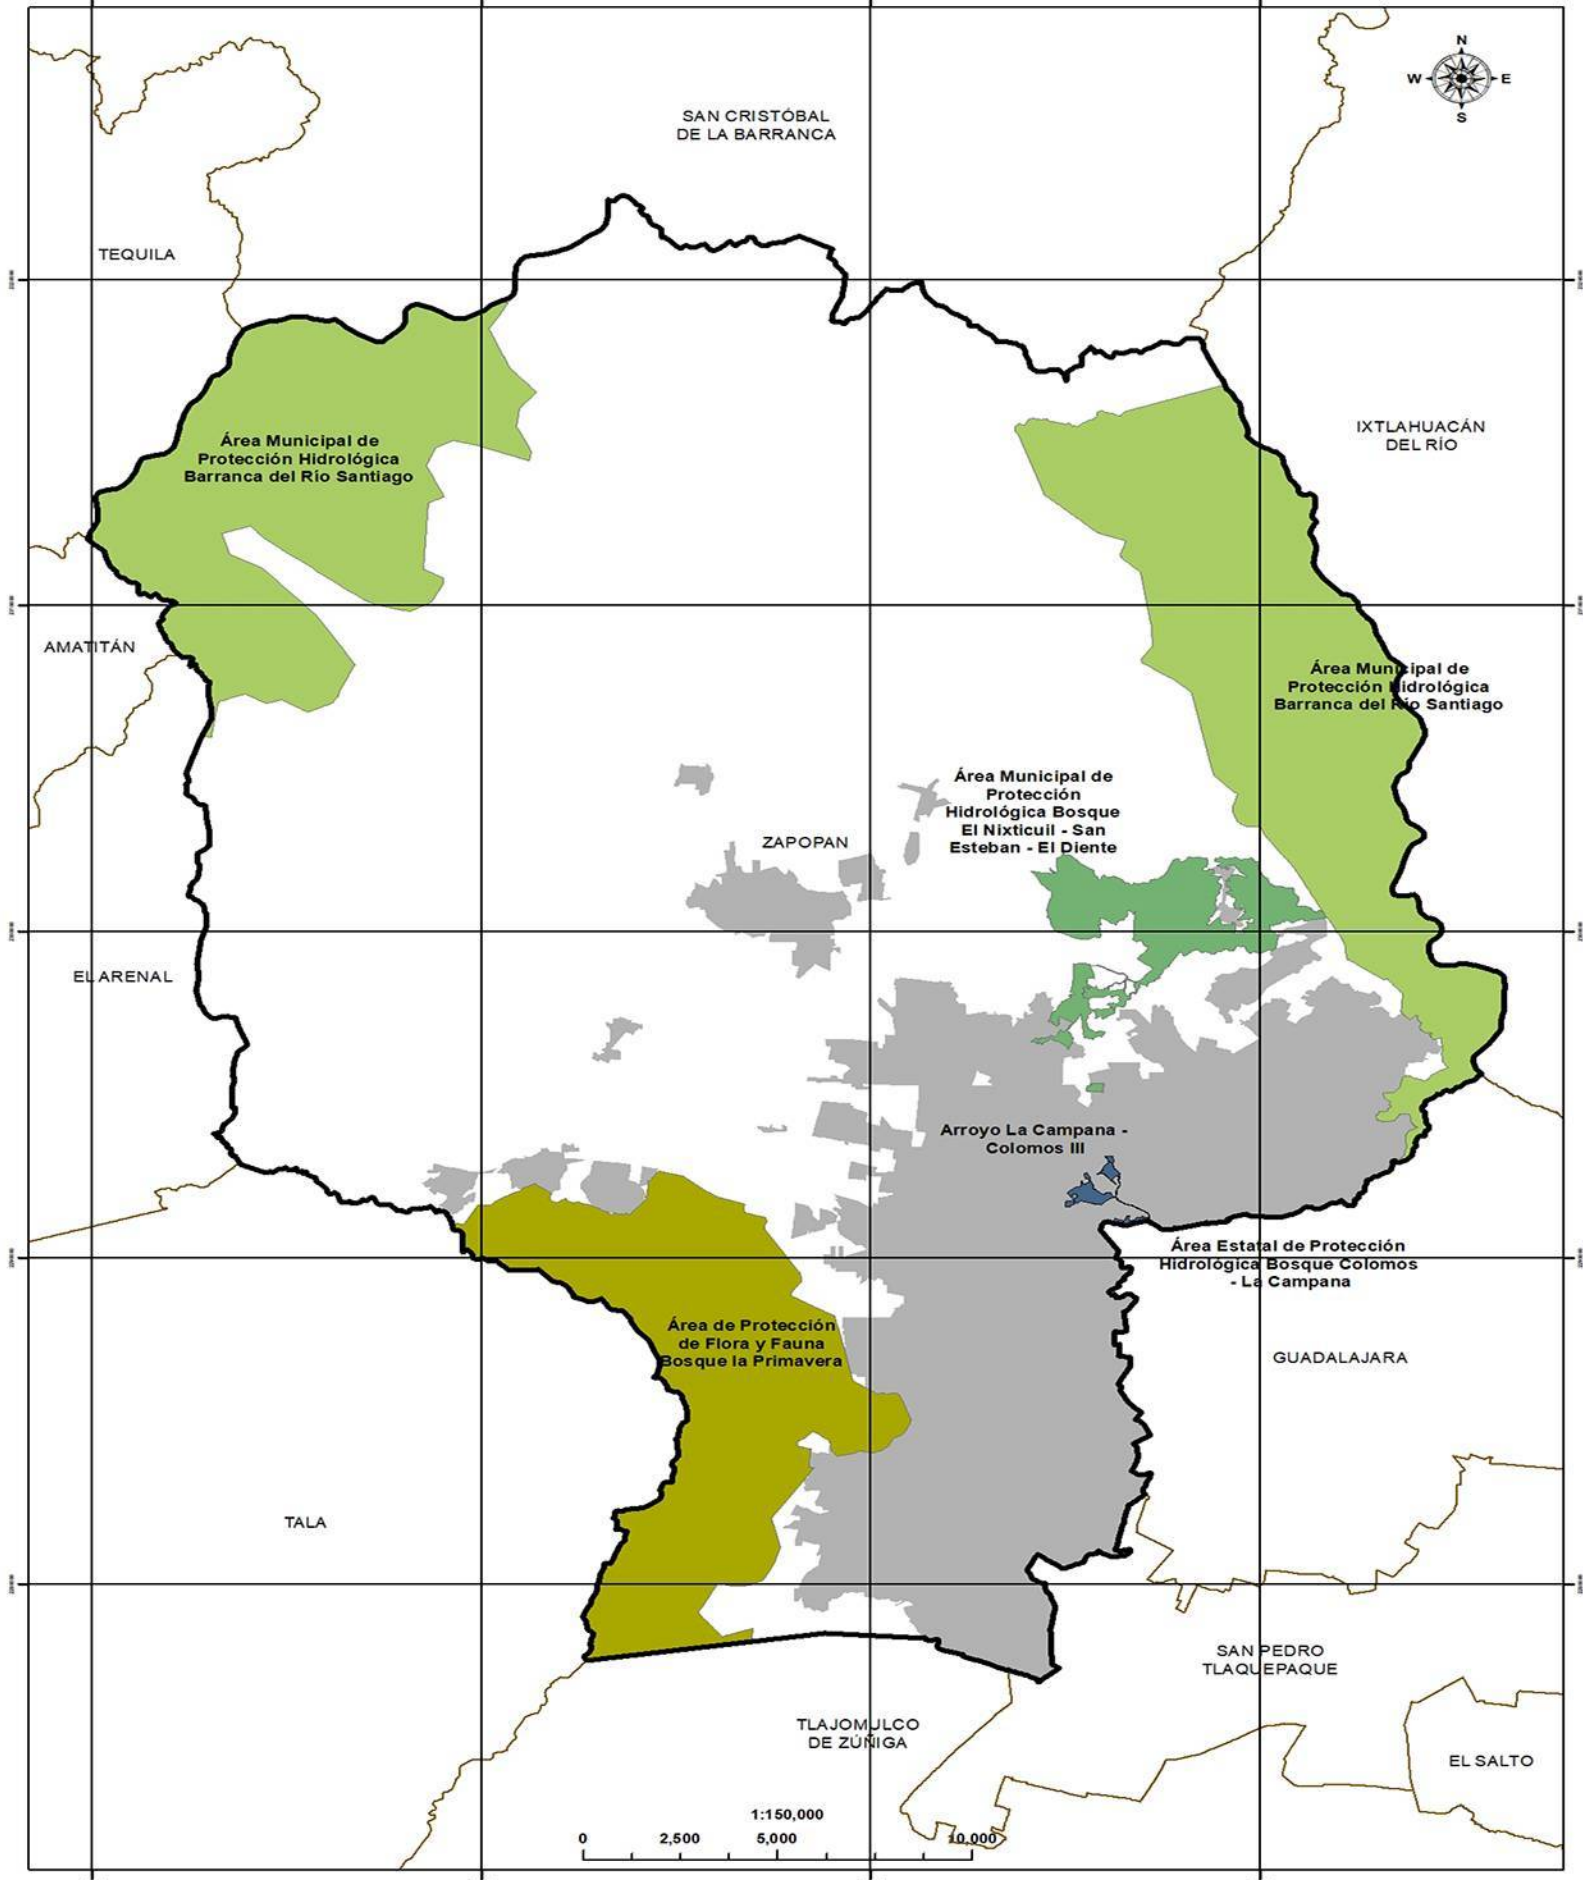 N
W
E
S
SAN CRISTÓBAL
DE LA BARRANCA
TEQUILA
IXTLAHUACÁN
DEL RÍO
Área Municipal de
Protección Hidrológica
Barranca del Río Santiago
AMATITÁN
Área Municipal de
Protección Hidrológica
Barranca del Río Santiago
Área Municipal de
Protección
Hidrológica Bosque
El Nixticuil - San
Esteban - El Diente
ZAPOPAN
EL ARENAL
Arroyo La Campana -
Colomos III
Área Estatal de Protección
Hidrológica Bosque Colomos
- La Campana
Área de Protección
de Flora y Fauna
Bosque la Primavera
GUADALAJARA
TALA
SAN PEDRO
TLAQUEPAQUE
TLAJOMULCO
DE ZÚÑIGA
EL SALTO
1:150,000
0 2,500 5,000 10,000